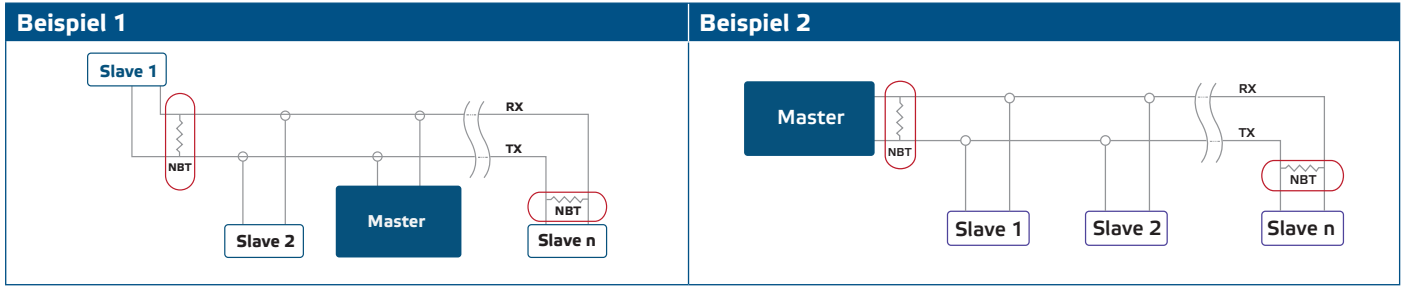 Beispiel 1
Slave 1
RX
TX
NBT
NBT
Master
Slave 2
Slave n
Beispiel 2
RX
Master
TX
NBT
NBT
Slave 1
Slave 2
Slave n